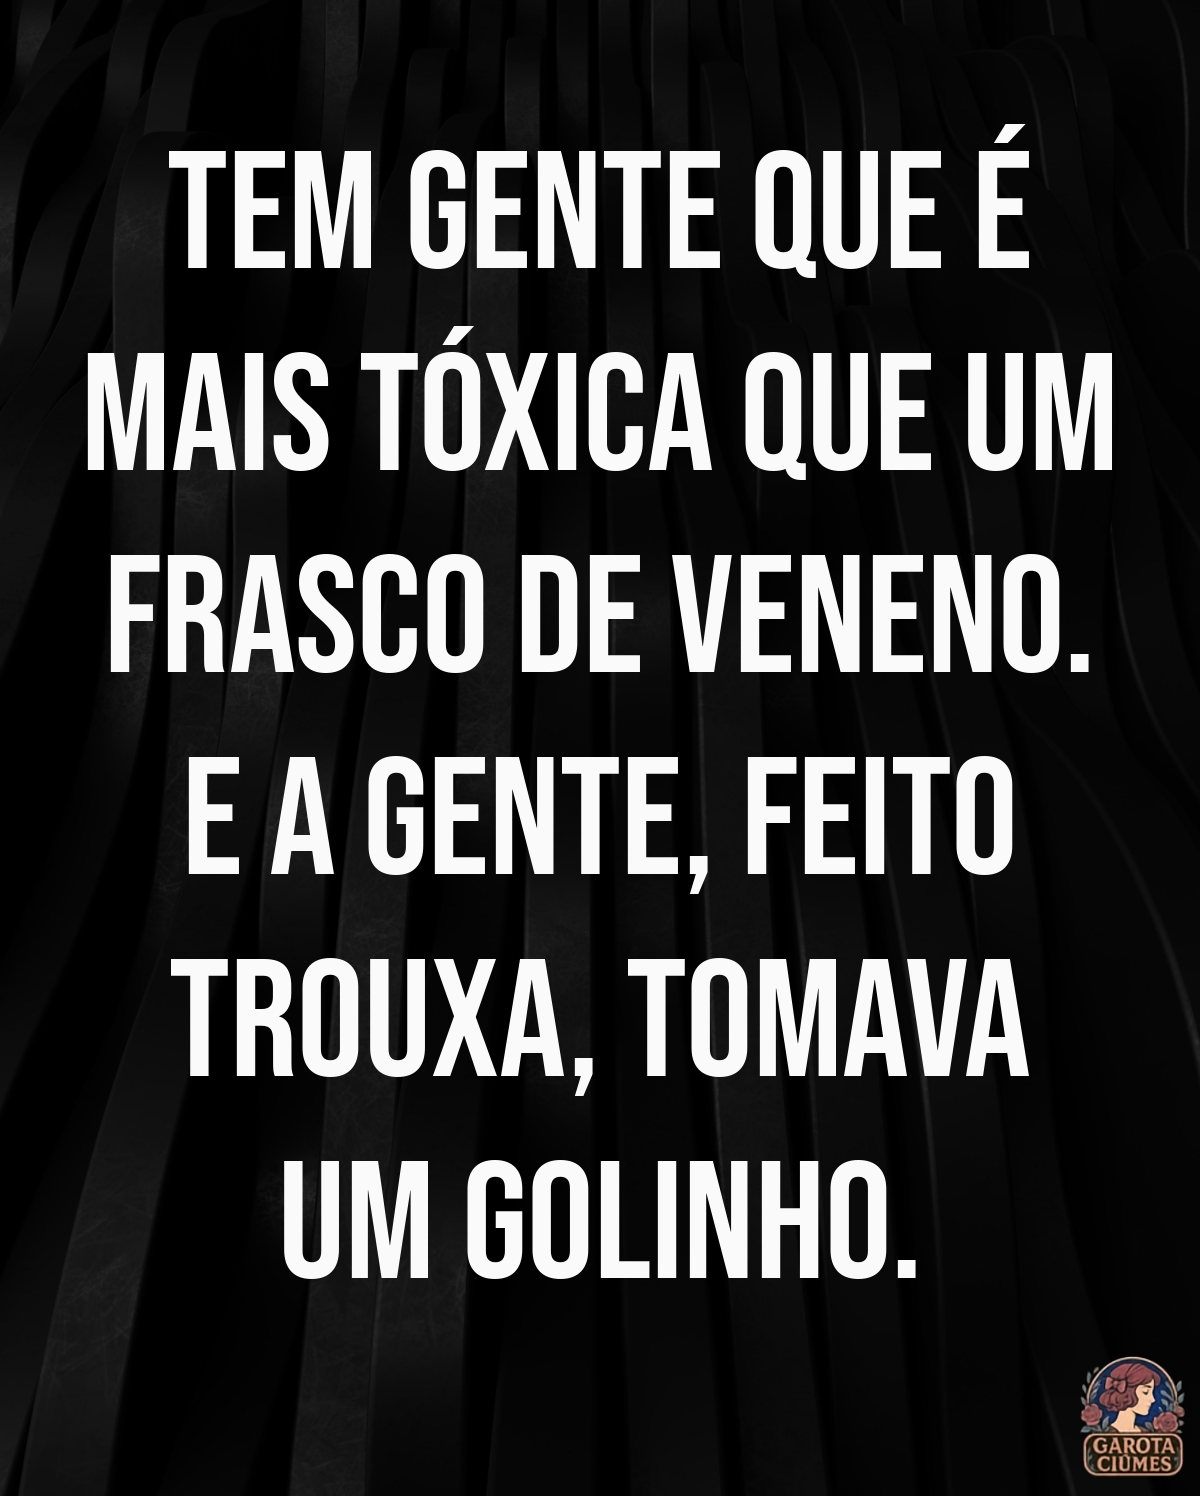 TEM GENTE QUE É
MAIS TÓXICA QUE UM
FRASCO DE VENENO.
E A GENTE, FEITO
TROUXA, TOMAVA
UM GOLINHO.
GAROTA
CIÚMES